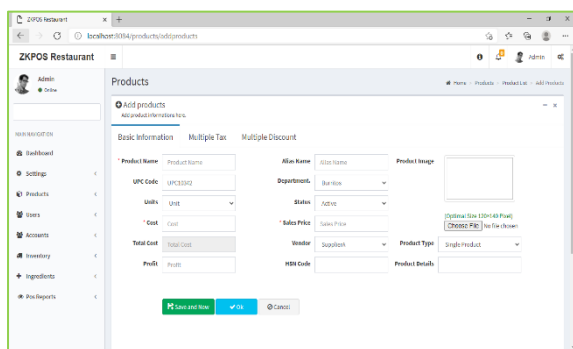 ZKPOS Restaurant
localhost:8084/products/addproducts
ZKPOS Restaurant
Admin
Admin
Online
Products
Home > Products > Product List > Add Products
Add products
Add product informations here.
MAIN NAVIGATION
Basic Information Multiple Tax Multiple Discount
Dashboard
Settings
Products
Users
Accounts
Inventory
Ingredients
Pos Reports
* Product Name Product Name Alias Name Alias Name Product Image
UPC Code UPC10042 Department. Burritos
Units Unit Status Active
(Optimal Size 120×140 Pixel)
* Cost Cost * Sales Price Sales Price Choose File No file chosen
Total Cost Total Cost Vendor SupplierA Product Type Single Product
Profit Profit HSN Code Product Details
Save and New Ok Cancel